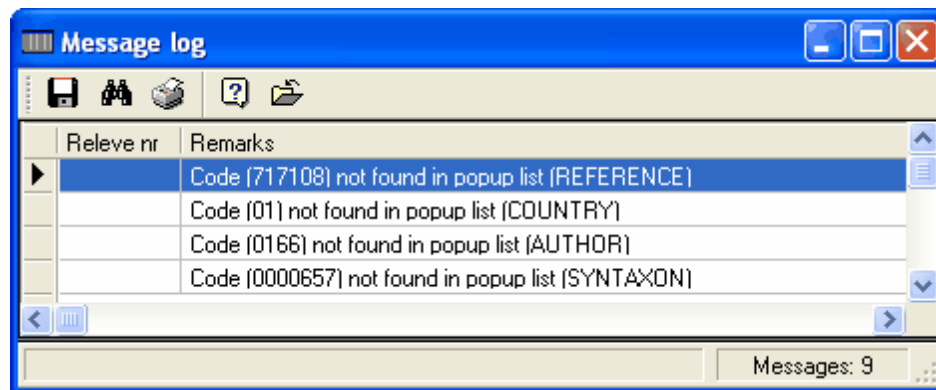 Message log
Releve nr Remarks
Code (717108) not found in popup list (REFERENCE)
Code (01) not found in popup list (COUNTRY)
Code (0166) not found in popup list (AUTHOR)
Code (0000657) not found in popup list (SYNTAXON)
Messages: 9